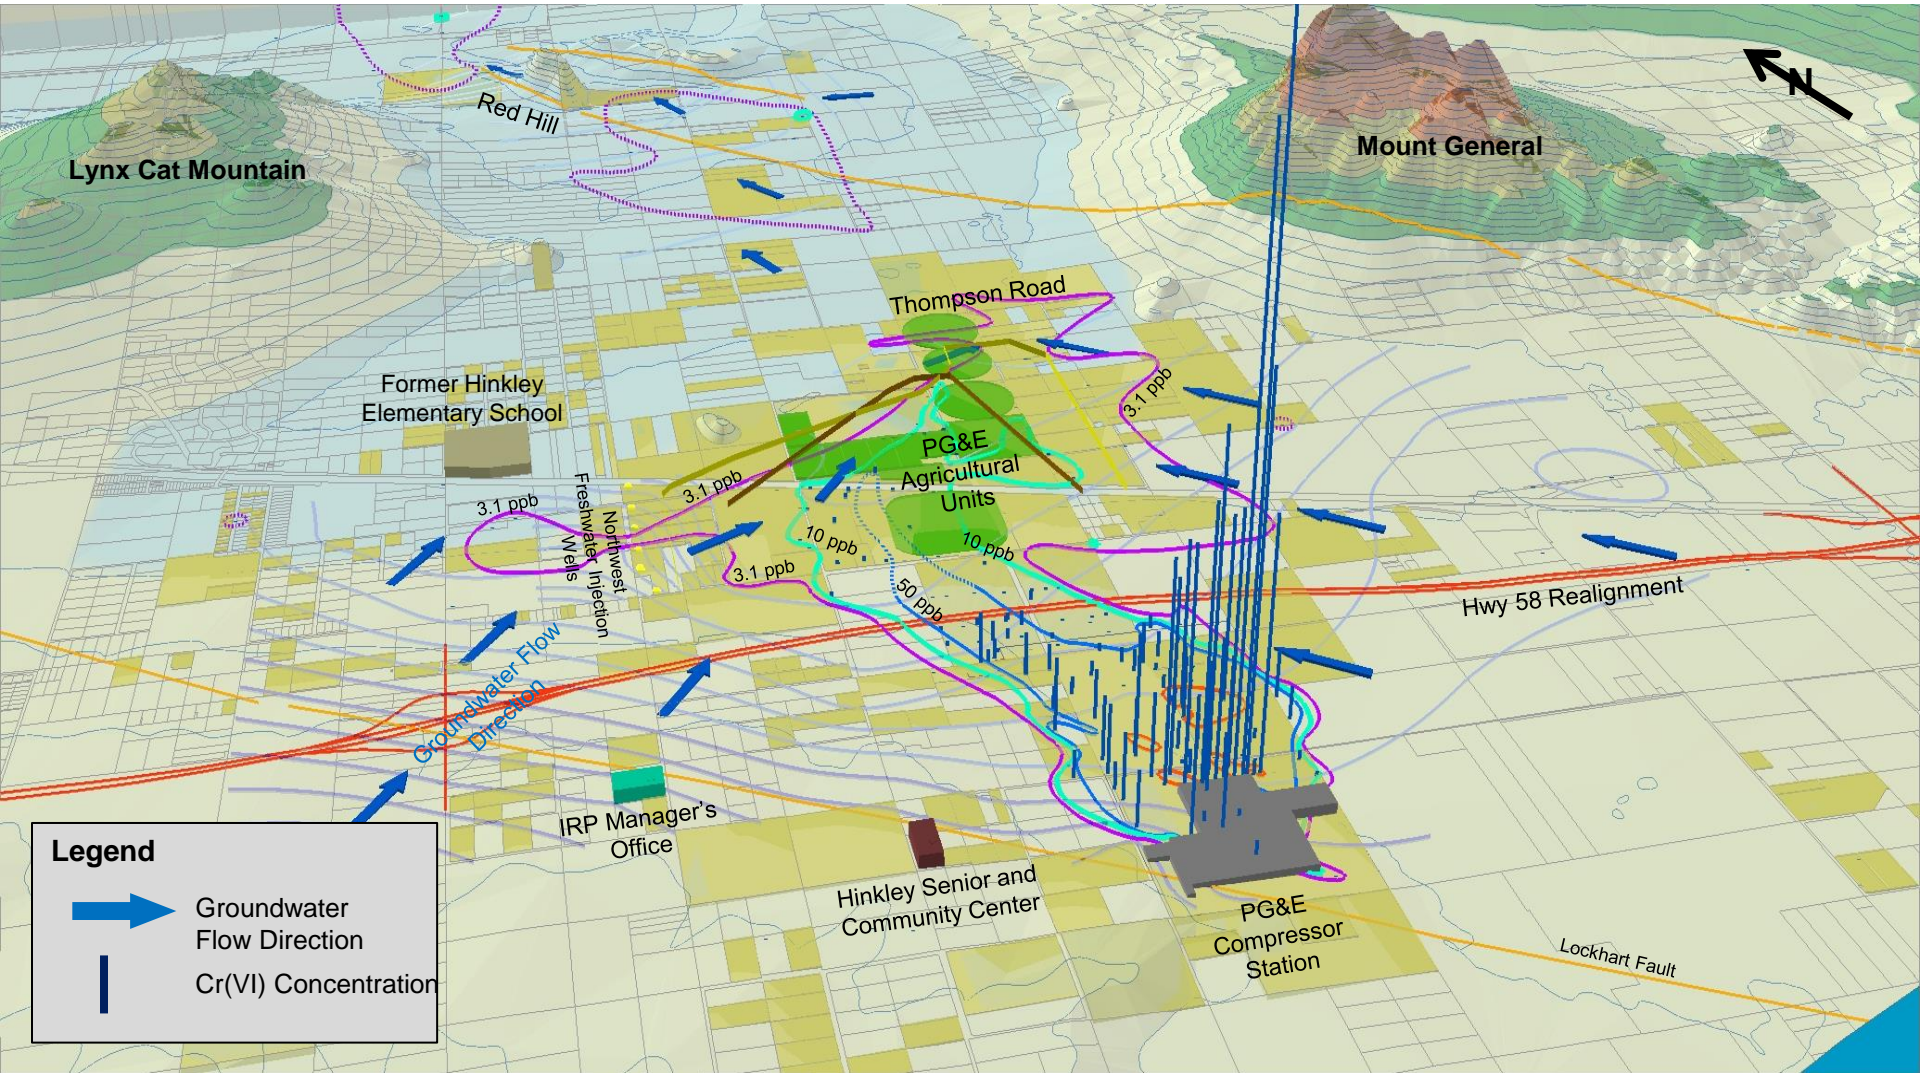 N
Red Hill
Lynx Cat Mountain
Mount General
Thompson Road
Former Hinkley
Elementary School
3.1 ppb
PG&E
Agricultural
Units
3.1 ppb
3.1 ppb
Northwest
Freshwater Injection
Wells
10 ppb
10 ppb
3.1 ppb
50 ppb
Hwy 58 Realignment
Groundwater Flow
Direction
IRP Manager’s
Office
Hinkley Senior and
Community Center
PG&E
Compressor
Station
Lockhart Fault
Legend
Groundwater
Flow Direction
Cr(VI) Concentration